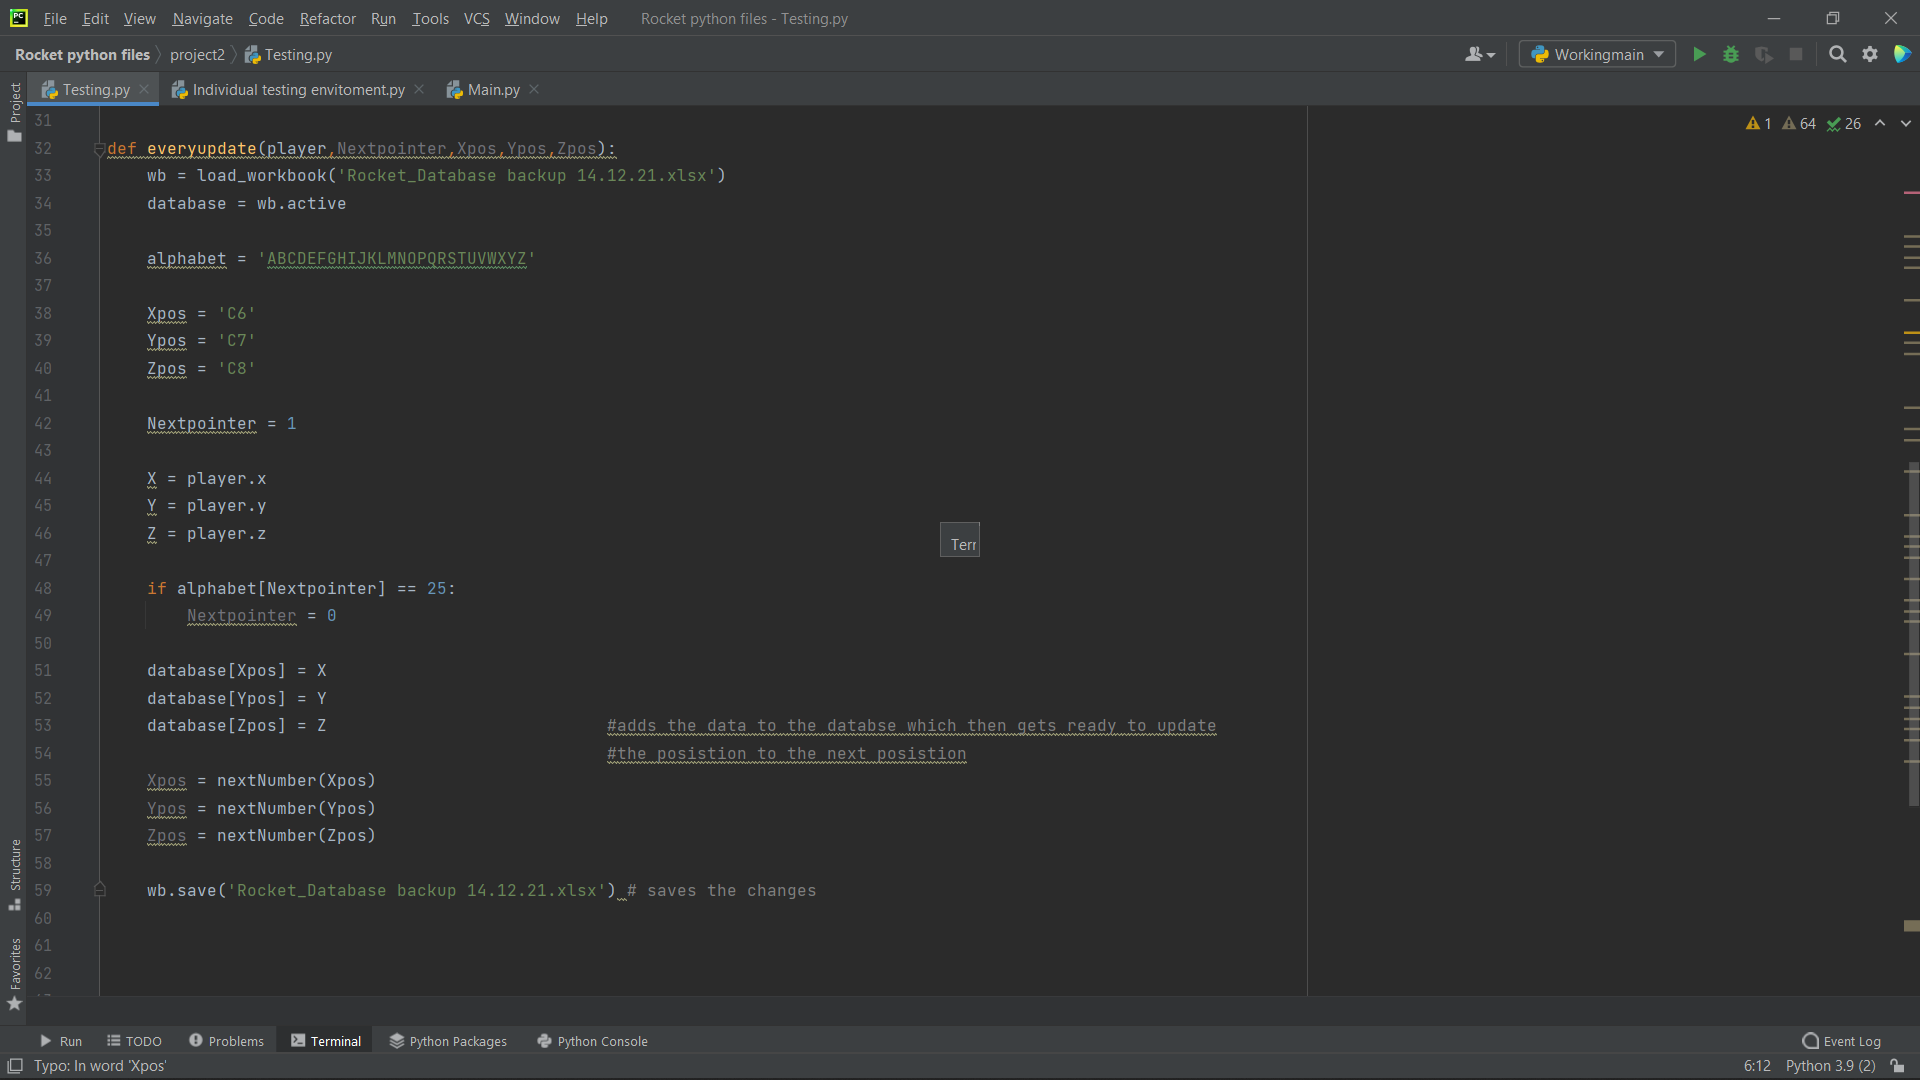 PC File Edit View Navigate Code Refactor Run Tools VCS Window Help Rocket python files - Testing.py
Rocket python files project2 Testing.py Workingmain
Testing.py Individual testing envitoment.py Main.py
Project
1 64 26
31
32 def everyupdate(player,Nextpointer,Xpos,Ypos,Zpos):
33 wb = load_workbook('Rocket_Database backup 14.12.21.xlsx')
34 database = wb.active
35
36 alphabet = 'ABCDEFGHIJKLMNOPQRSTUVWXYZ'
37
38 Xpos = 'C6'
39 Ypos = 'C7'
40 Zpos = 'C8'
41
42 Nextpointer = 1
43
44 X = player.x
45 Y = player.y
46 Z = player.z
Terr
47
48 if alphabet[Nextpointer] == 25:
49 Nextpointer = 0
50
51 database[Xpos] = X
52 database[Ypos] = Y
53 database[Zpos] = Z #adds the data to the databse which then gets ready to update
54 #the posistion to the next posistion
55 Xpos = nextNumber(Xpos)
56 Ypos = nextNumber(Ypos)
57 Zpos = nextNumber(Zpos)
58
59 wb.save('Rocket_Database backup 14.12.21.xlsx') # saves the changes
60
61
62
Structure
Favorites
Run TODO Problems Terminal Python Packages Python Console Event Log
Typo: In word 'Xpos' 6:12 Python 3.9 (2)